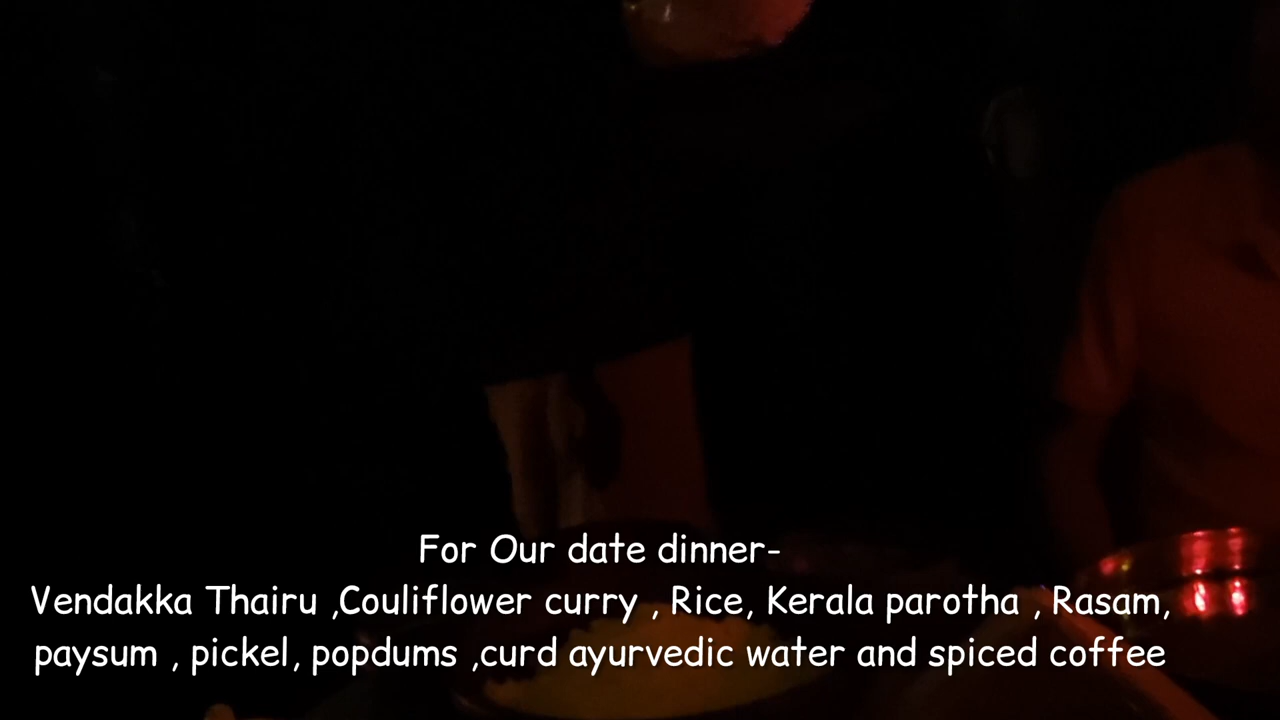 For Our date dinner-
Vendakka Thairu ,Couliflower curry , Rice, Kerala parotha , Rasam,
paysum , pickel, popdums ,curd ayurvedic water and spiced coffee